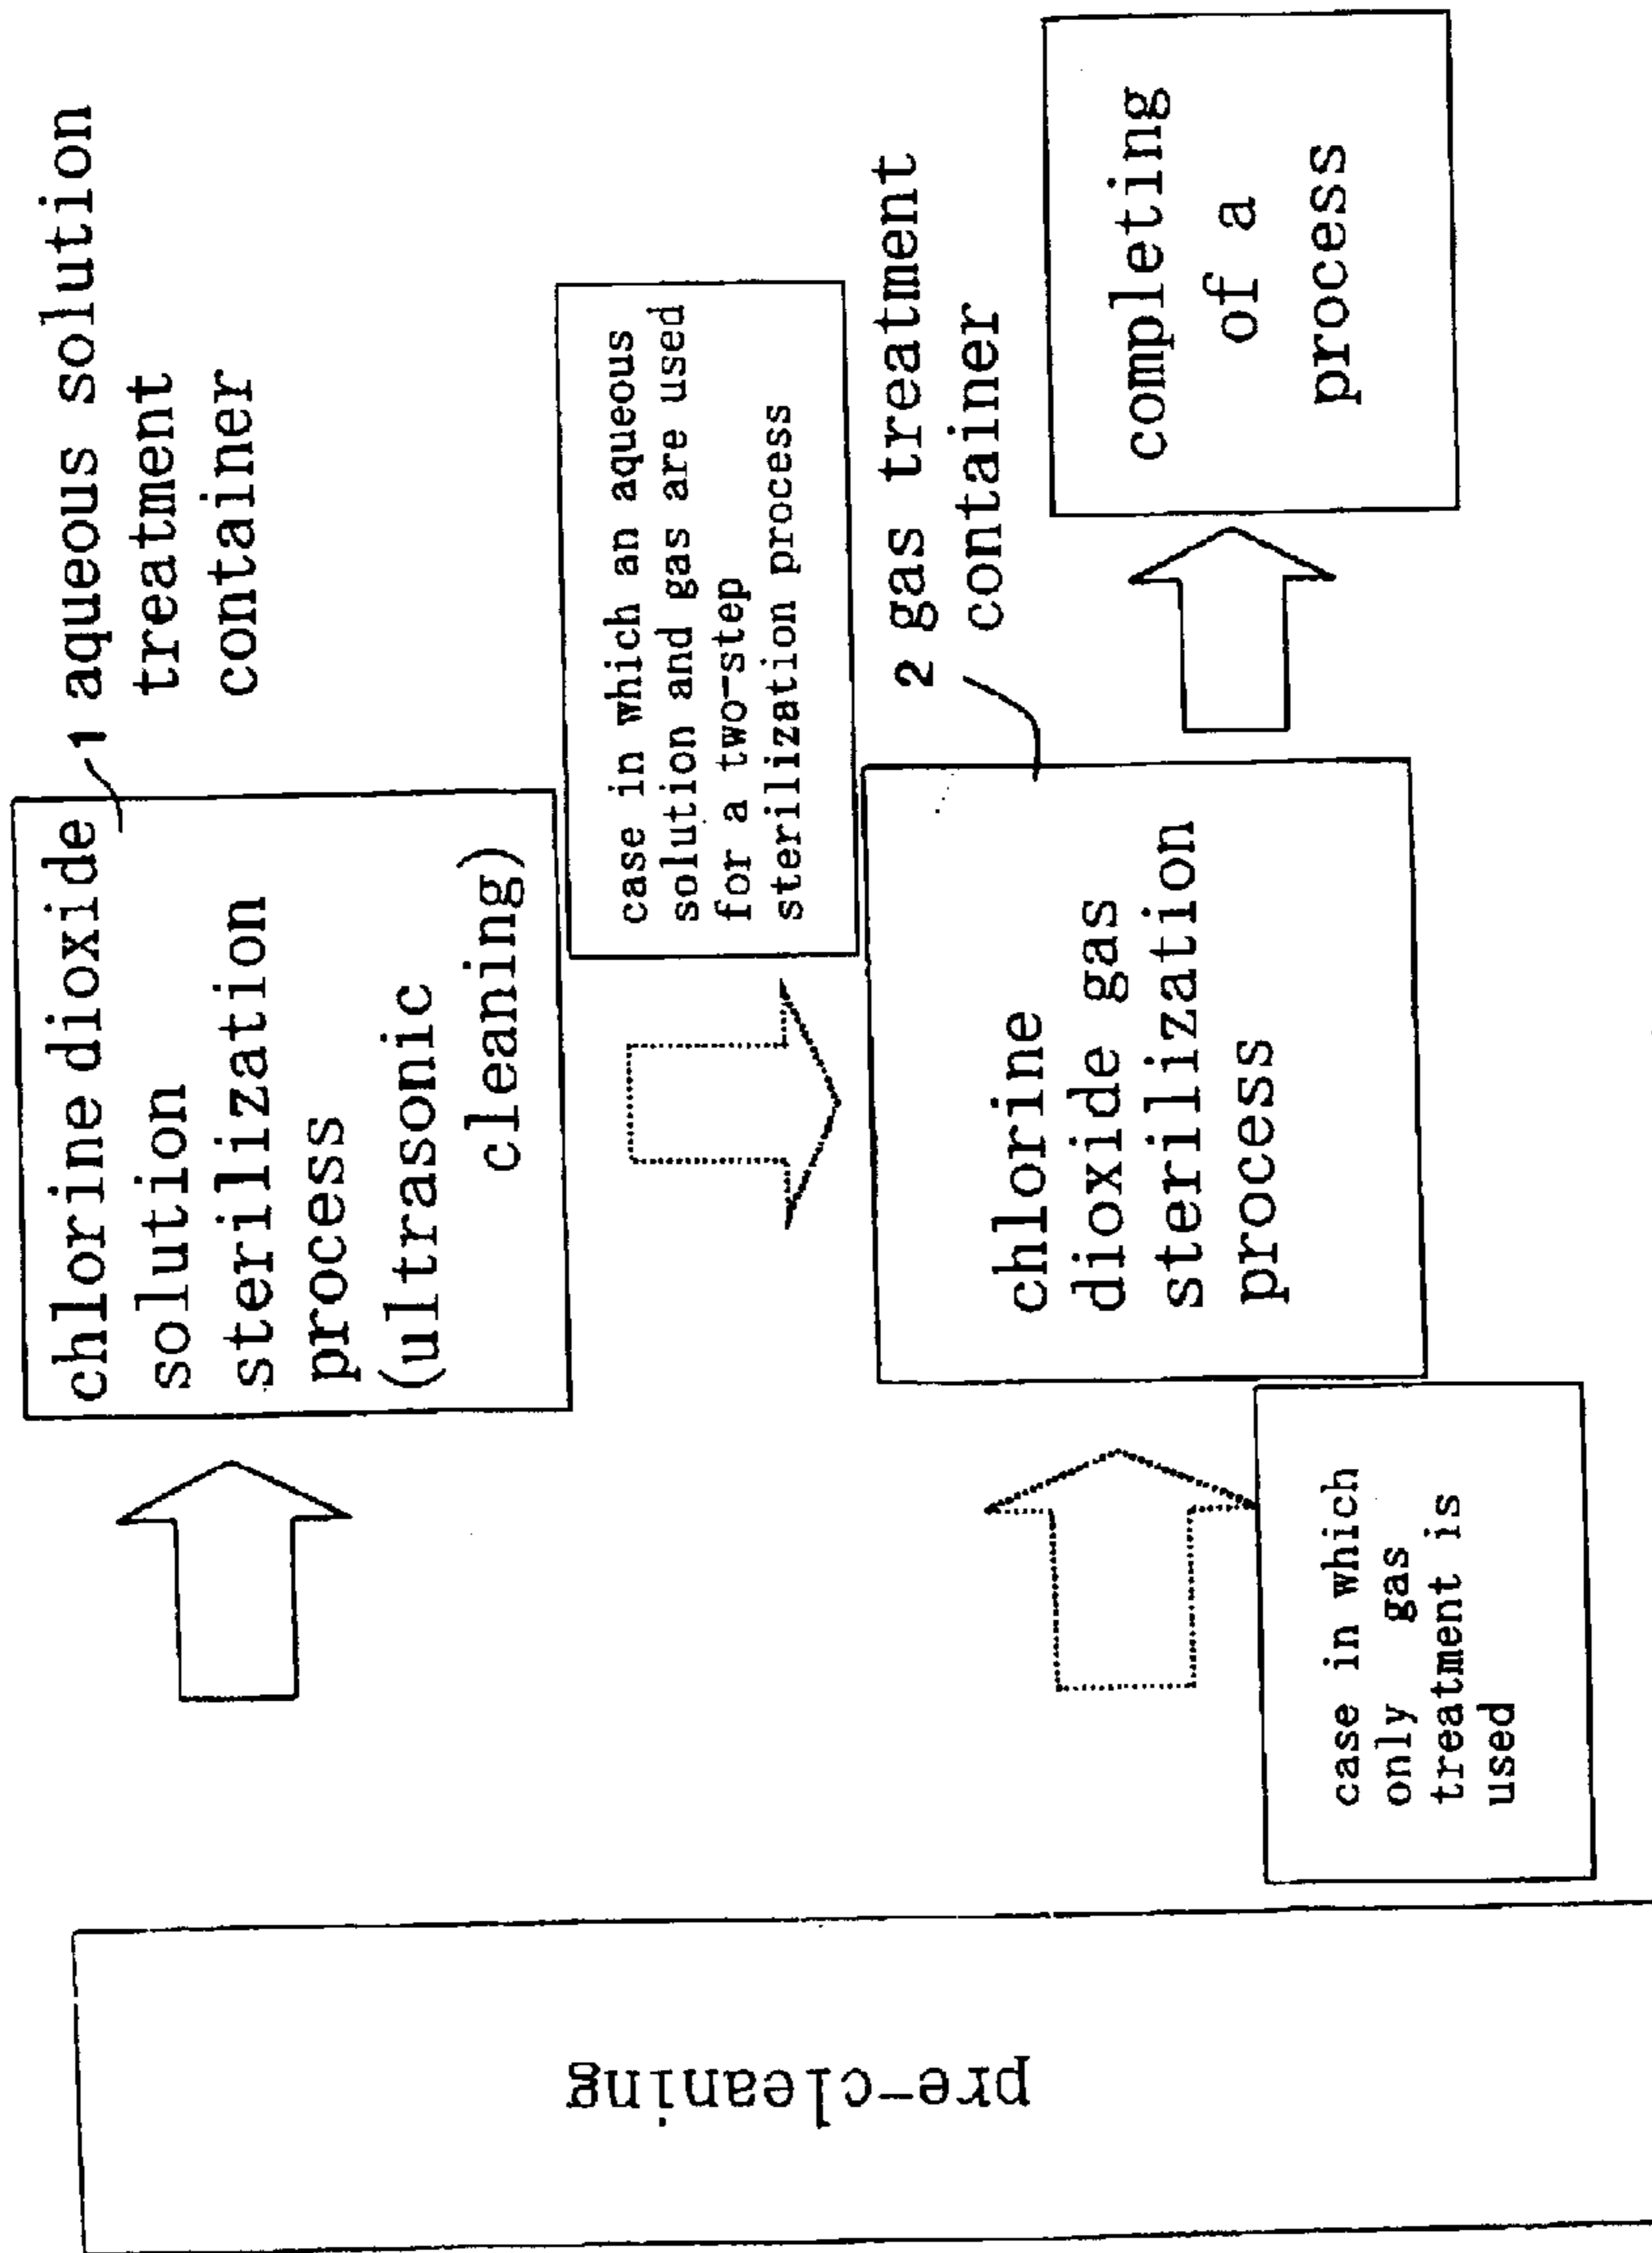 pre-cleaning
chlorine dioxide
solution
sterilization
process
(ultrasonic
cleaning)
1 aqueous solution
treatment
container
case in which an aqueous
solution and gas are used
for a two-step
sterilization process
case in which
only gas
treatment is
used
chlorine
dioxide gas
sterilization
process
2 gas treatment
container
completing
of a
process